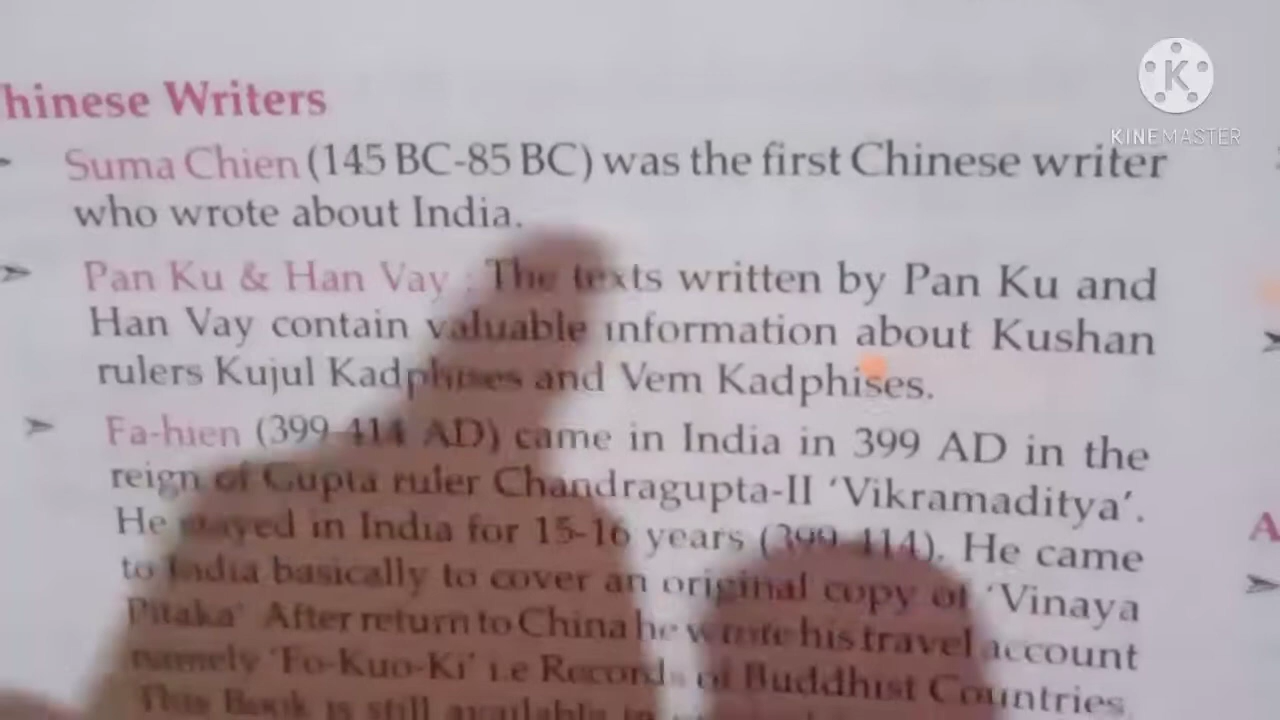 hinese Writers
KINEMASTER
Suma Chien (145 BC-85 BC) was the first Chinese writer
who wrote about India.
➢ Pan Ku & Han Vay : The texts written by Pan Ku and
Han Vay contain valuable information about Kushan
rulers Kujul Kadphises and Vem Kadphises.
➢ Fa-hien (399-414 AD) came in India in 399 AD in the
reign of Gupta ruler Chandragupta-II ‘Vikramaditya’.
He stayed in India for 15-16 years (399-414). He came
to India basically to cover an original copy of ‘Vinaya
Pitaka’ After return to China he wrote his travel account
namely ‘Fo-Kuo-Ki’ i.e Records of Buddhist Countries.
This Book is still available in
A